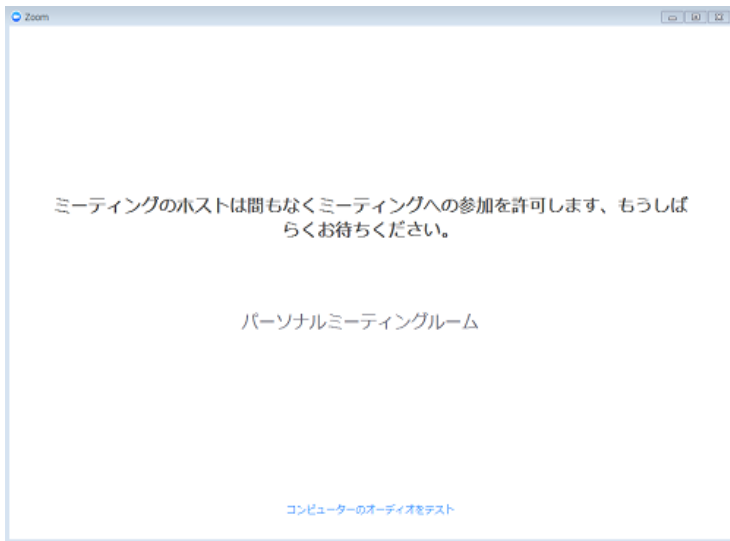 Zoom
ミーティングのホストは間もなくミーティングへの参加を許可します、もうしば
らくお待ちください。
パーソナルミーティングルーム
コンピューターのオーディオをテスト